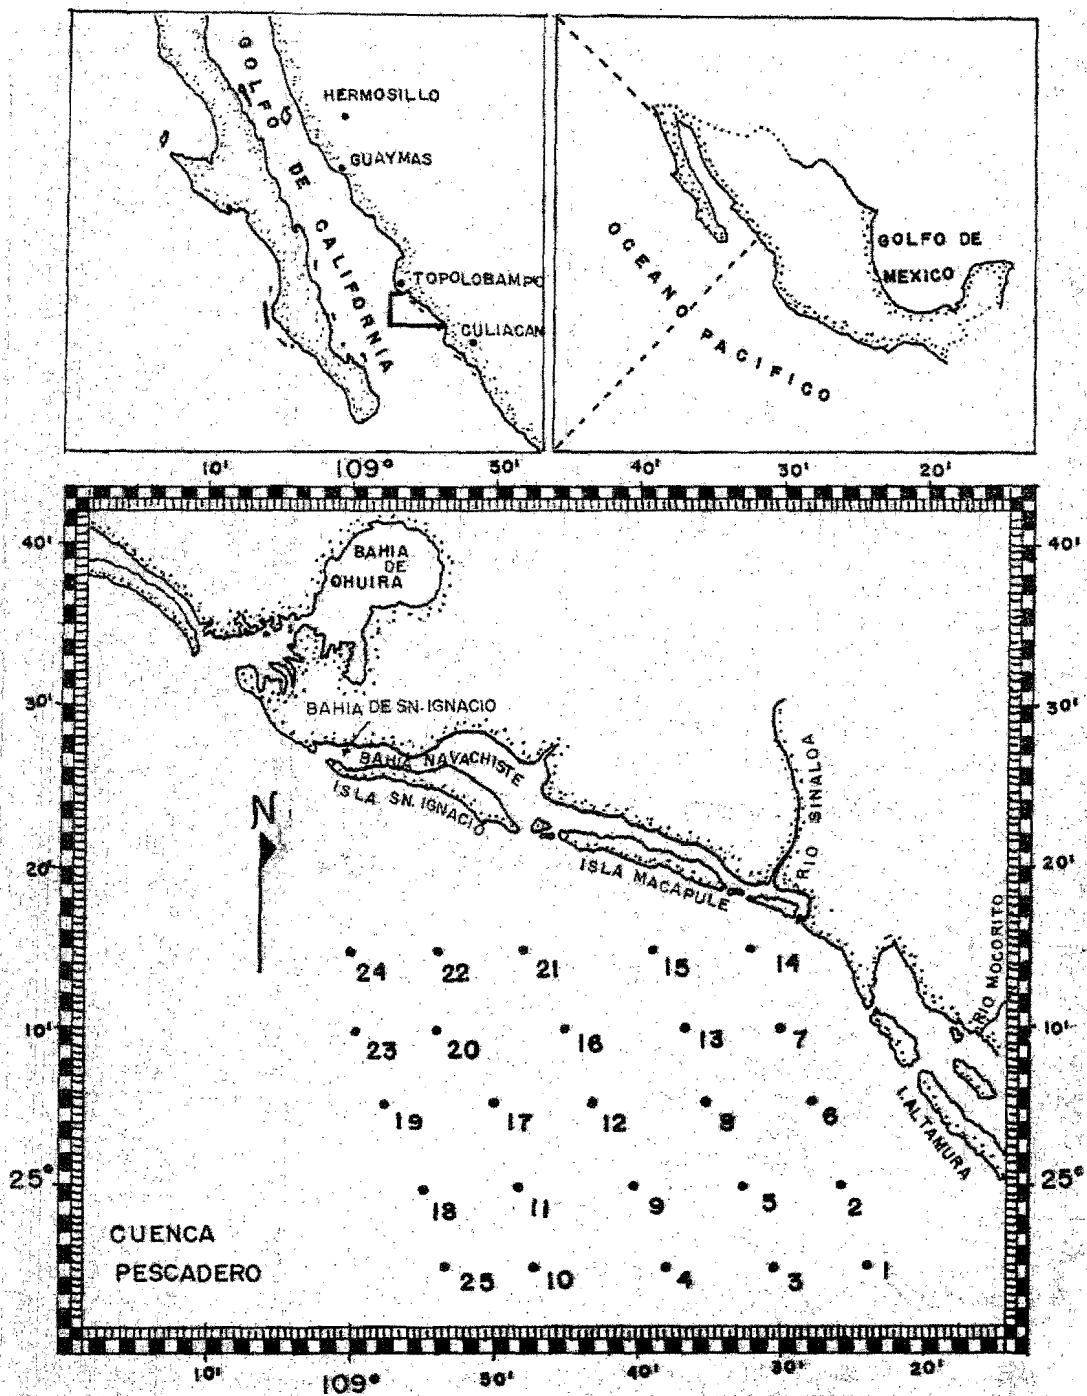 GOLFO DE CALIFORNIA
HERMOSILLO
GUAYMAS
TOPOLOBAMPO
CULIACAN
OCEANO PACIFICO
GOLFO DE
MEXICO
10' 109° 50' 40' 30' 20'
40' 40'
BAHIA
DE
OHUIRA
30' 30'
BAHIA DE SN. IGNACIO
BAHIA NAVACHISTE
ISLA SN. IGNACIO
RIO SINALOA
N
20' 20'
ISLA MACAPULE
RIO MOCORITO
24 22 21 15 14
10' 10'
23 20 16 13 7
19 17 12 8 6
I. ALTAMURA
25° 25°
18 11 9 5 2
CUENCA
PESCADERO
25 10 4 3 1
10' 109° 50' 40' 30' 20'